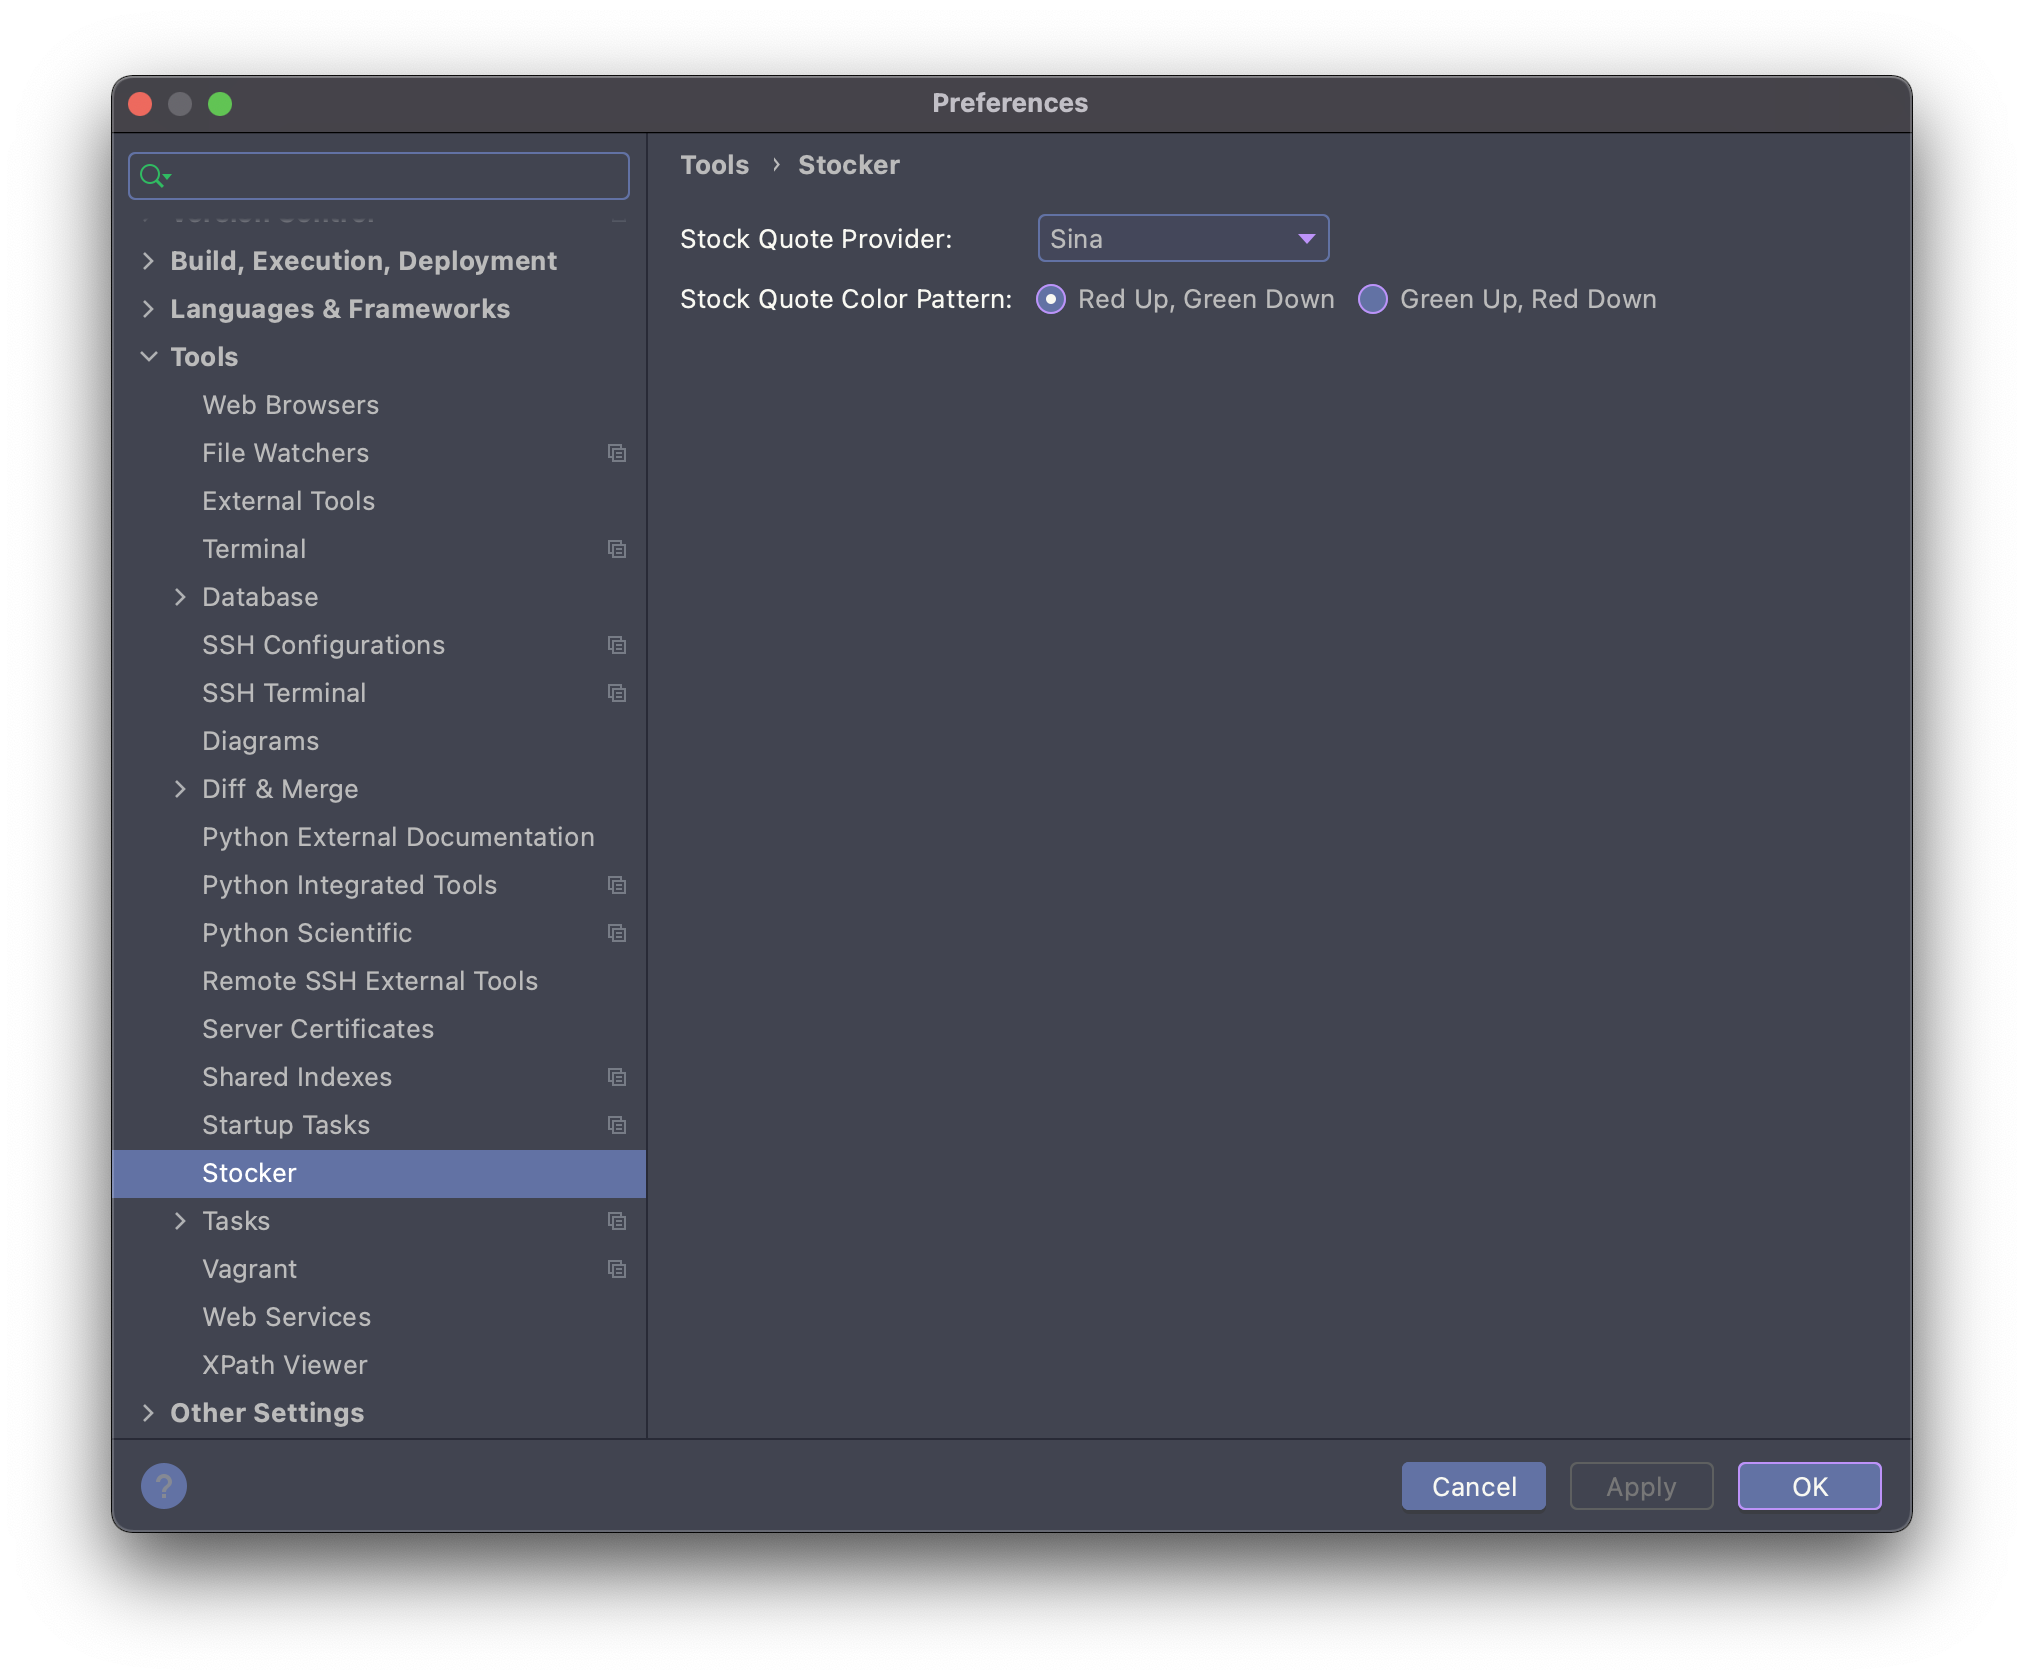 Preferences
Tools › Stocker
Stock Quote Provider: Sina
Stock Quote Color Pattern: Red Up, Green Down Green Up, Red Down
Build, Execution, Deployment
Languages & Frameworks
Tools
Web Browsers
File Watchers
External Tools
Terminal
Database
SSH Configurations
SSH Terminal
Diagrams
Diff & Merge
Python External Documentation
Python Integrated Tools
Python Scientific
Remote SSH External Tools
Server Certificates
Shared Indexes
Startup Tasks
Stocker
Tasks
Vagrant
Web Services
XPath Viewer
Other Settings
?
Cancel Apply OK